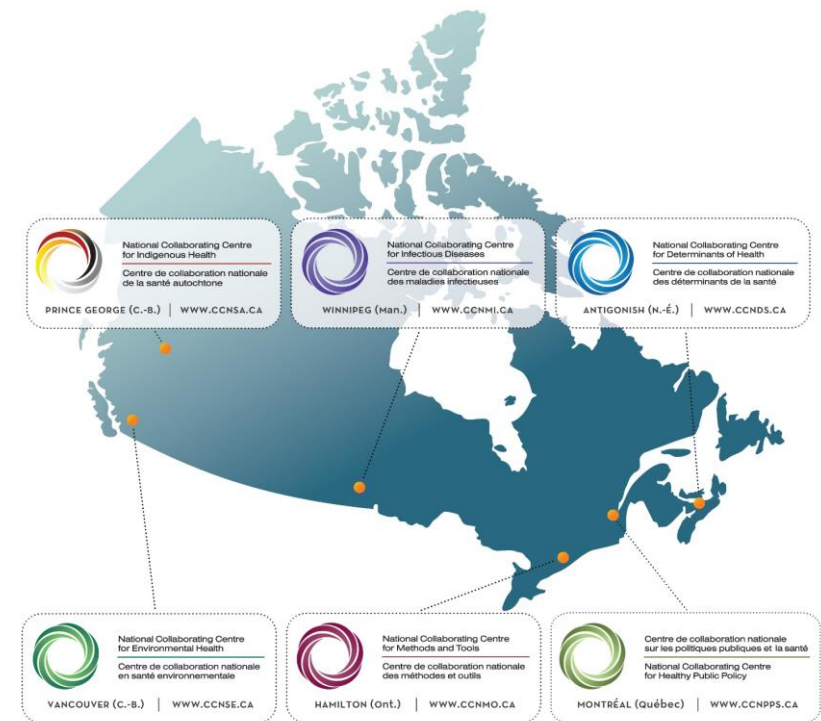 National Collaborating Centre
for Indigenous Health
Centre de collaboration nationale
de la santé autochtone
PRINCE GEORGE (C.-B.) | WWW.CCNSA.CA
National Collaborating Centre
for Infectious Diseases
Centre de collaboration nationale
des maladies infectieuses
WINNIPEG (Man.) | WWW.CCNMI.CA
National Collaborating Centre
for Determinants of Health
Centre de collaboration nationale
des déterminants de la santé
ANTIGONISH (N.-É.) | WWW.CCNDS.CA
National Collaborating Centre
for Environmental Health
Centre de collaboration nationale
en santé environnementale
VANCOUVER (C.-B.) | WWW.CCNSE.CA
National Collaborating Centre
for Methods and Tools
Centre de collaboration nationale
des méthodes et outils
HAMILTON (Ont.) | WWW.CCNMO.CA
Centre de collaboration nationale
sur les politiques publiques et la santé
National Collaborating Centre
for Healthy Public Policy
MONTRÉAL (Québec) | WWW.CCNPPS.CA